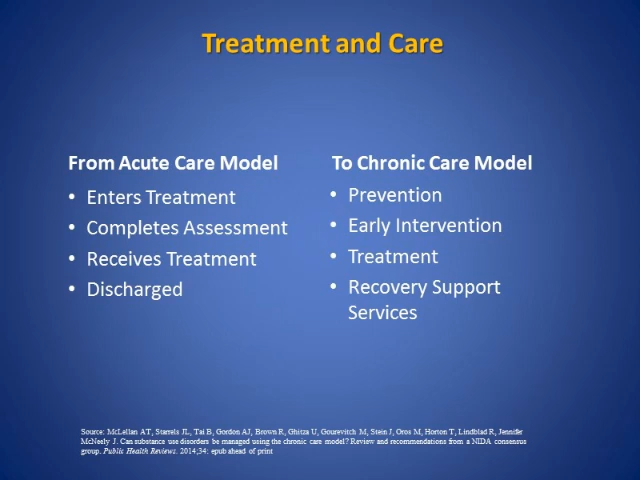 Treatment and Care
From Acute Care Model
• Enters Treatment
• Completes Assessment
• Receives Treatment
• Discharged
To Chronic Care Model
• Prevention
• Early Intervention
• Treatment
• Recovery Support
Services
Source: McLellan AT, Starrels JL, Tai B, Gordon AJ, Brown R, Ghitza U, Gourevitch M, Stein J, Oros M, Horton T, Lindblad R, Jennifer
McNeely J. Can substance use disorders be managed using the chronic care model? Review and recommendations from a NIDA consensus
group. Public Health Reviews. 2014;34: epub ahead of print